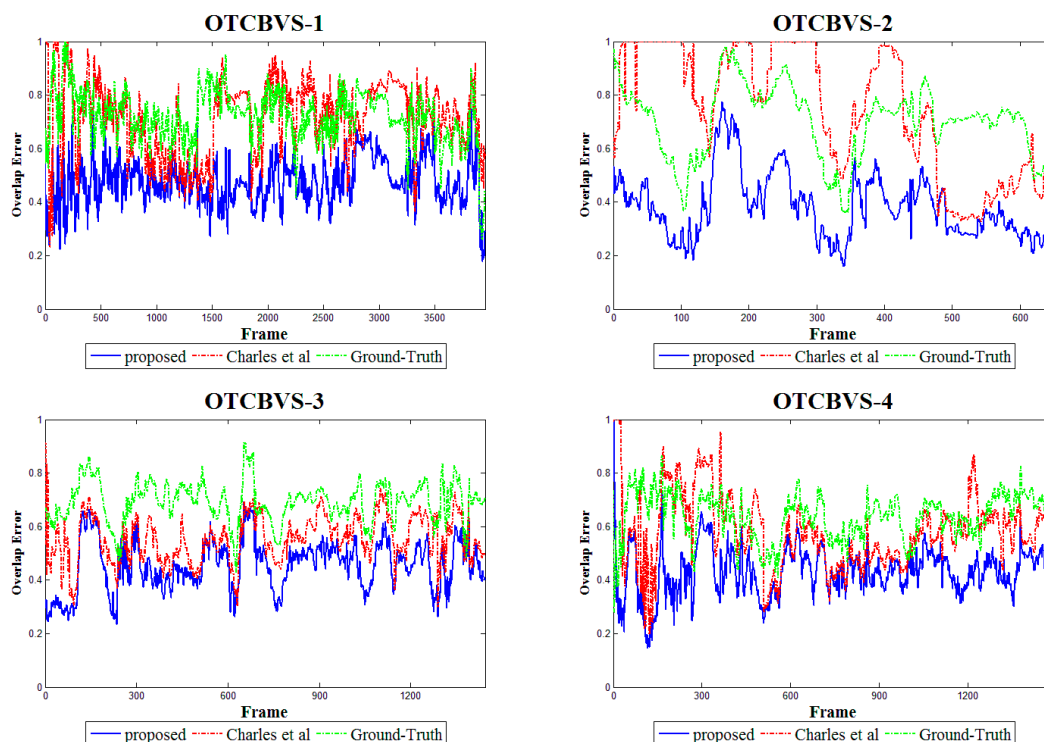 OTCBVS-1
Overlap Error
1
0.8
0.6
0.4
0.2
0
0 500 1000 1500 2000 2500 3000 3500
Frame
proposed Charles et al Ground-Truth
OTCBVS-2
Overlap Error
1
0.8
0.6
0.4
0.2
0
0 100 200 300 400 500 600
Frame
proposed Charles et al Ground-Truth
OTCBVS-3
Overlap Error
1
0.8
0.6
0.4
0.2
0
0 300 600 900 1200
Frame
proposed Charles et al Ground-Truth
OTCBVS-4
Overlap Error
1
0.8
0.6
0.4
0.2
0
0 300 600 900 1200
Frame
proposed Charles et al Ground-Truth